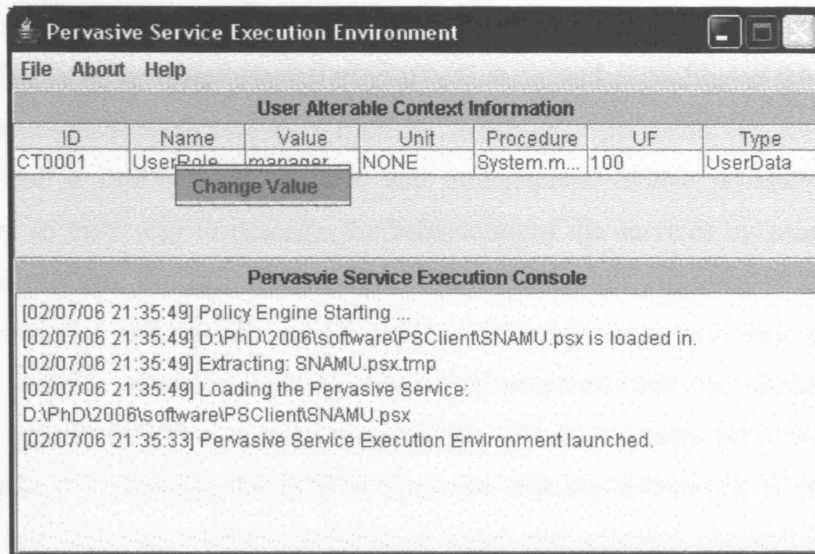 Pervasive Service Execution Environment
File About Help
User Alterable Context Information
ID Name Value Unit Procedure UF Type
CT0001 UserRole manager NONE System.m... 100 UserData
Change Value
Pervasvie Service Execution Console
[02/07/06 21:35:49] Policy Engine Starting ...
[02/07/06 21:35:49] D:\PhD\2006\software\PSClient\SNAMU.psx is loaded in.
[02/07/06 21:35:49] Extracting: SNAMU.psx.tmp
[02/07/06 21:35:49] Loading the Pervasive Service:
D:\PhD\2006\software\PSClient\SNAMU.psx
[02/07/06 21:35:33] Pervasive Service Execution Environment launched.